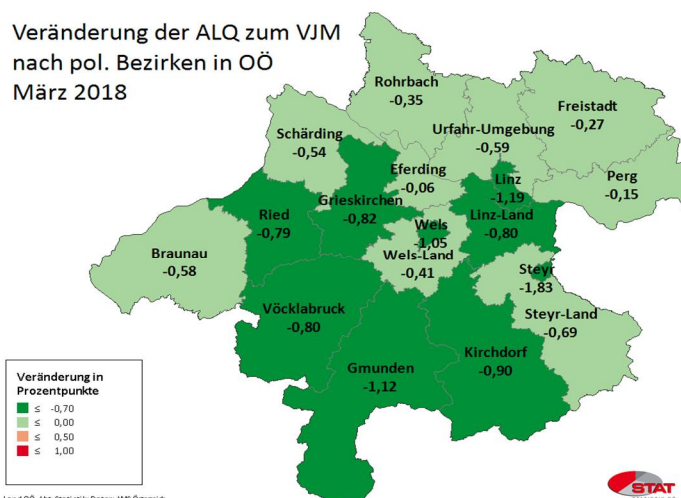 Veränderung der ALQ zum VJM
nach pol. Bezirken in OÖ
März 2018
Rohrbach
-0,35
Freistadt
-0,27
Urfahr-Umgebung
-0,59
Schärding
-0,54
Eferding
-0,06
Perg
-0,15
Linz
-1,19
Grieskirchen
-0,82
Ried
-0,79
Linz-Land
-0,80
Wels
-1,05
Wels-Land
-0,41
Braunau
-0,58
Steyr
-1,83
Vöcklabruck
-0,80
Steyr-Land
-0,69
Kirchdorf
-0,90
Gmunden
-1,12
Veränderung in
Prozentpunkte
≤ -0,70
≤ 0,00
≤ 0,50
≤ 1,00
STAT